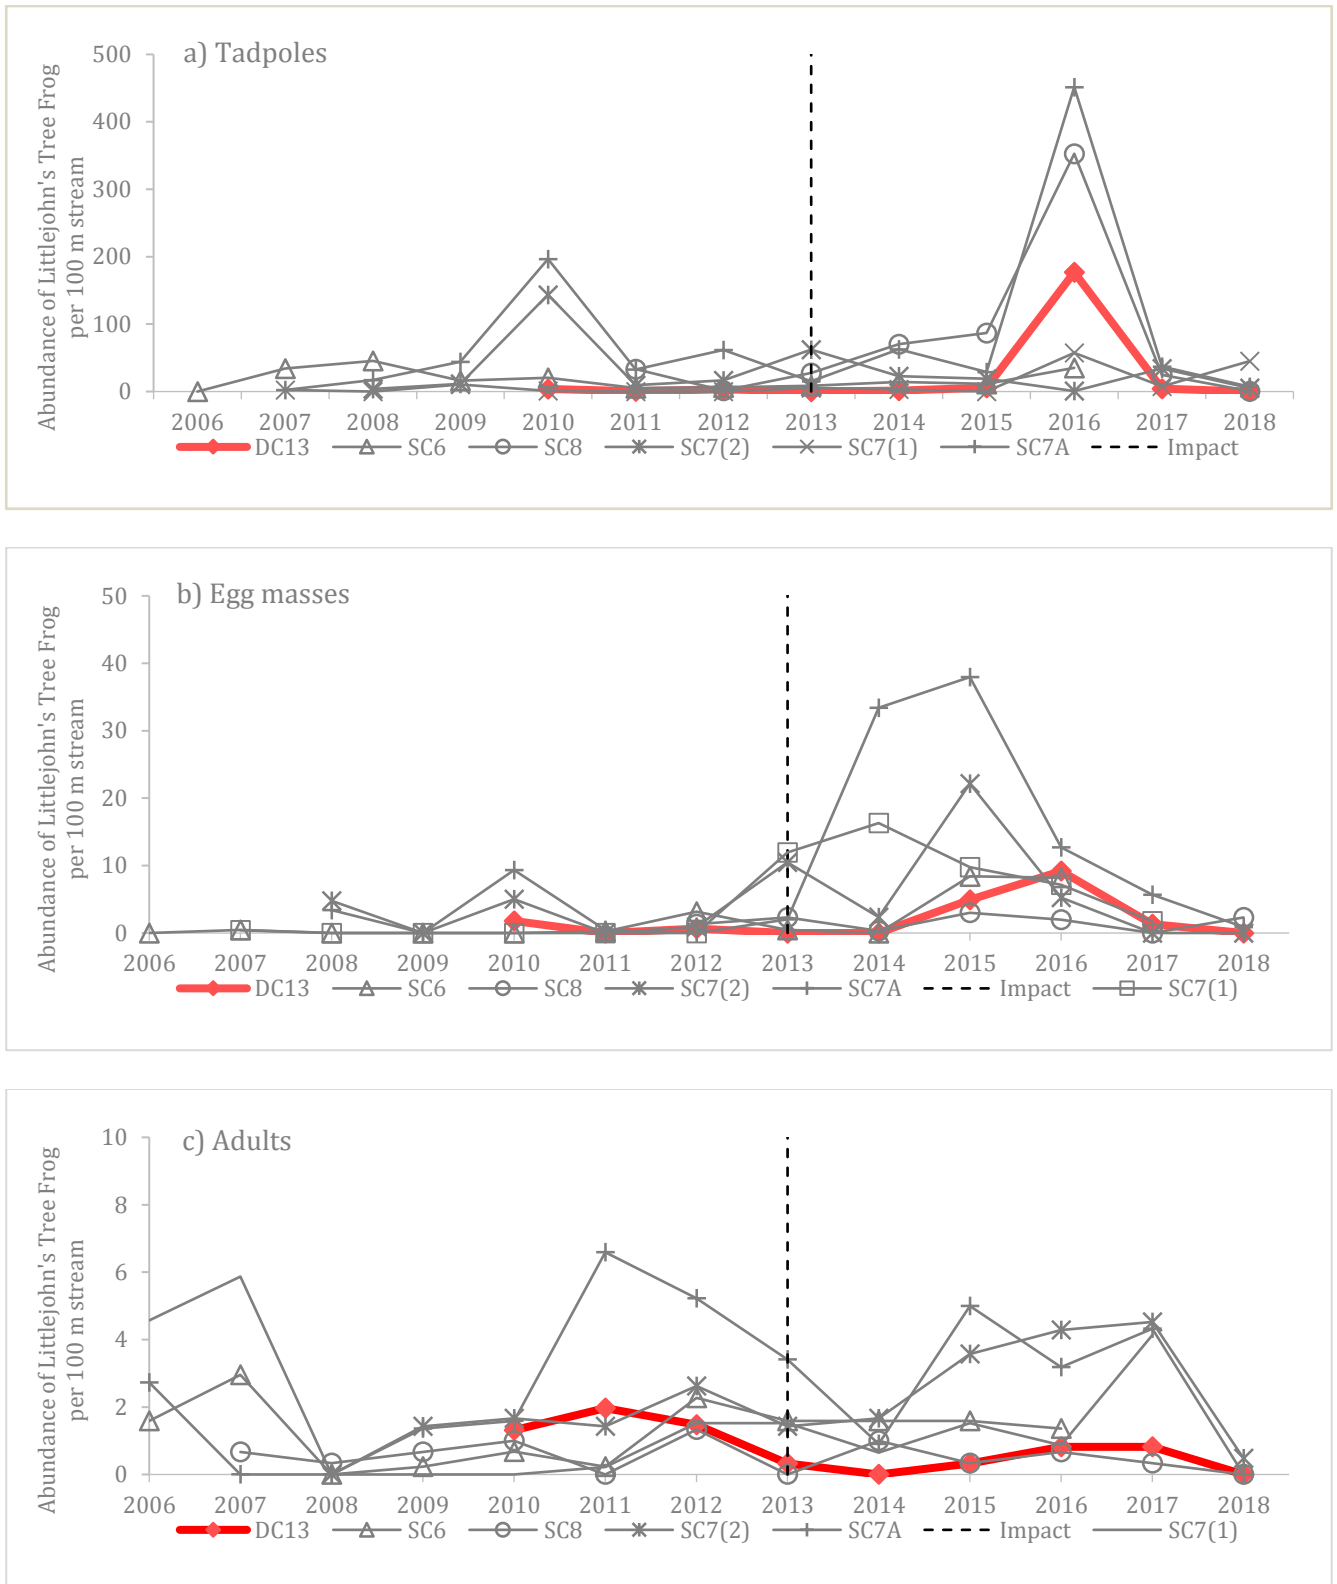 a) Tadpoles
Abundance of Littlejohn's Tree Frog
per 100 m stream
500
400
300
200
100
0
2006 2007 2008 2009 2010 2011 2012 2013 2014 2015 2016 2017 2018
DC13 SC6 SC8 SC7(2) SC7(1) SC7A Impact
b) Egg masses
Abundance of Littlejohn's Tree Frog
per 100 m stream
50
40
30
20
10
0
2006 2007 2008 2009 2010 2011 2012 2013 2014 2015 2016 2017 2018
DC13 SC6 SC8 SC7(2) SC7A Impact SC7(1)
c) Adults
Abundance of Littlejohn's Tree Frog
per 100 m stream
10
8
6
4
2
0
2006 2007 2008 2009 2010 2011 2012 2013 2014 2015 2016 2017 2018
DC13 SC6 SC8 SC7(2) SC7A Impact SC7(1)